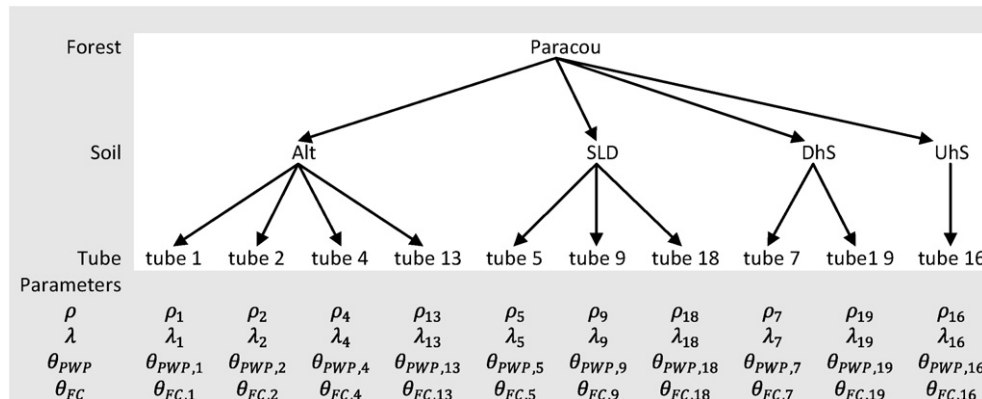 Forest Paracou
Soil Alt SLD DhS UhS
Tube tube 1 tube 2 tube 4 tube 13 tube 5 tube 9 tube 18 tube 7 tube1 9 tube 16
Parameters
ρ ρ₁ ρ₂ ρ₄ ρ₁₃ ρ₅ ρ₉ ρ₁₈ ρ₇ ρ₁₉ ρ₁₆
λ λ₁ λ₂ λ₄ λ₁₃ λ₅ λ₉ λ₁₈ λ₇ λ₁₉ λ₁₆
θPWP θPWP,1 θPWP,2 θPWP,4 θPWP,13 θPWP,5 θPWP,9 θPWP,18 θPWP,7 θPWP,19 θPWP,16
θFC θFC,1 θFC,2 θFC,4 θFC,13 θFC,5 θFC,9 θFC,18 θFC,7 θFC,19 θFC,16